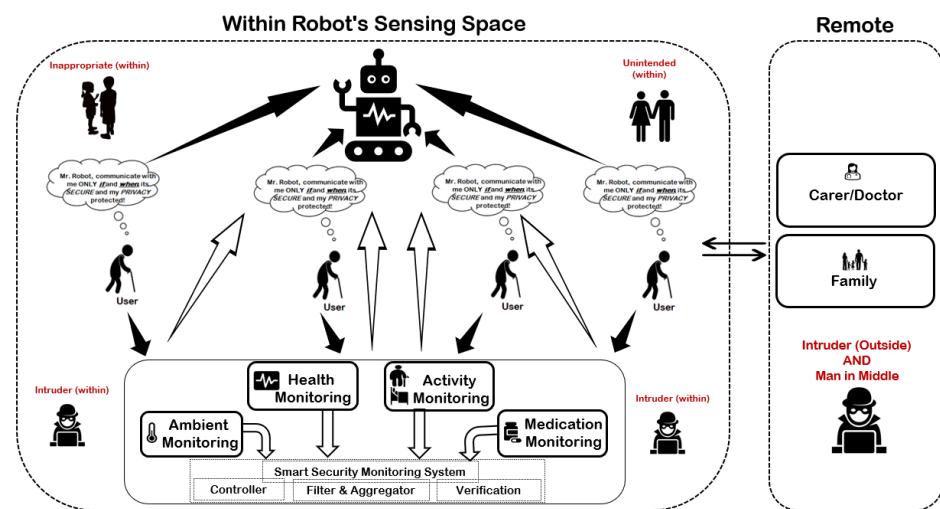 Within Robot's Sensing Space
Remote
Inappropriate (within)
Unintended
(within)
Mr. Robot, communicate with
me ONLY if and when its
SECURE and my PRIVACY
protected!
Mr. Robot, communicate with
me ONLY if and when its
SECURE and my PRIVACY
protected!
Mr. Robot, communicate with
me ONLY if and when its
SECURE and my PRIVACY
protected!
Mr. Robot, communicate with
me ONLY if and when its
SECURE and my PRIVACY
protected!
Carer/Doctor
Family
User
User
User
User
Intruder (Outside)
AND
Man in Middle
Intruder (within)
Health
Monitoring
Activity
Monitoring
Intruder (within)
Ambient
Monitoring
Medication
Monitoring
Smart Security Monitoring System
Controller
Filter & Aggregator
Verification